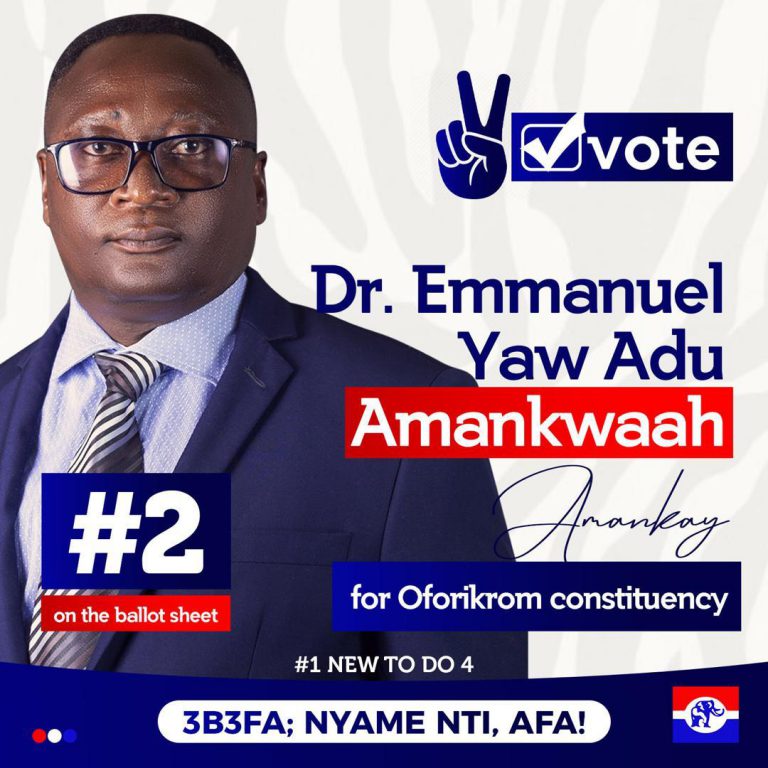 vote
Dr. Emmanuel
Yaw Adu
Amankwaah
Amankay
#2
on the ballot sheet
for Oforikrom constituency
#1 NEW TO DO 4
3B3FA; NYAME NTI, AFA!